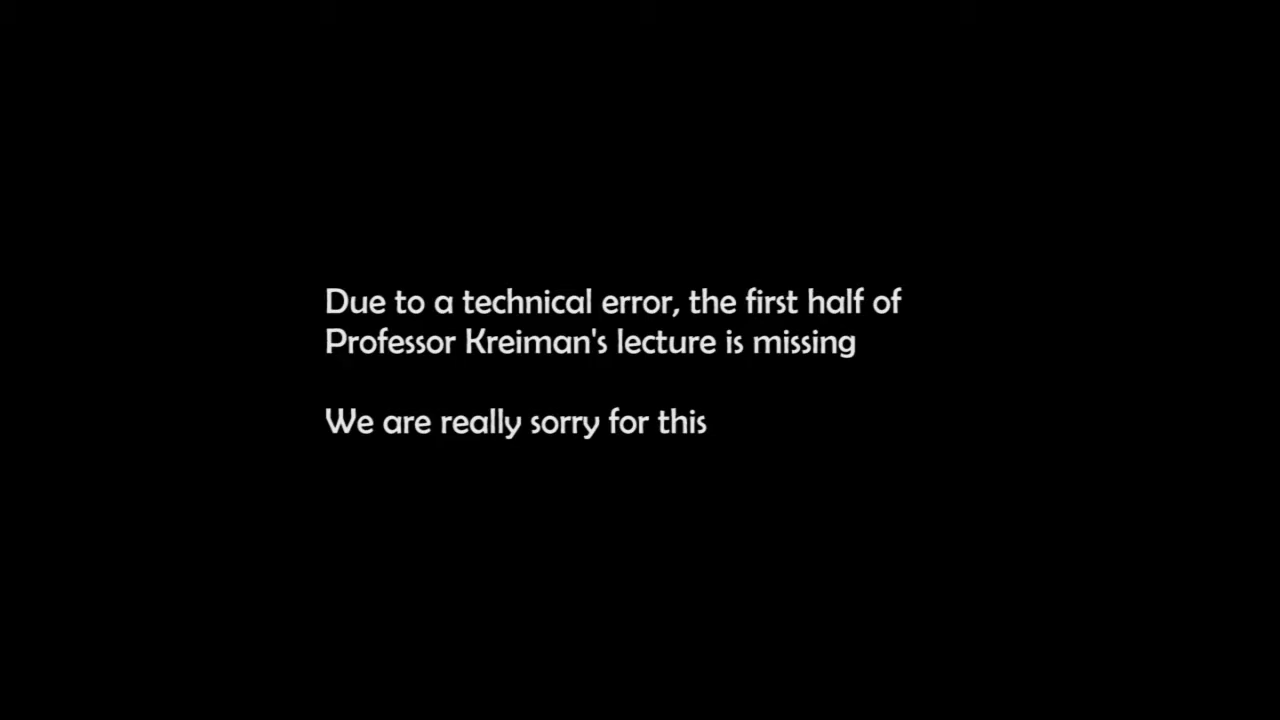 Due to a technical error, the first half of
Professor Kreiman's lecture is missing
We are really sorry for this